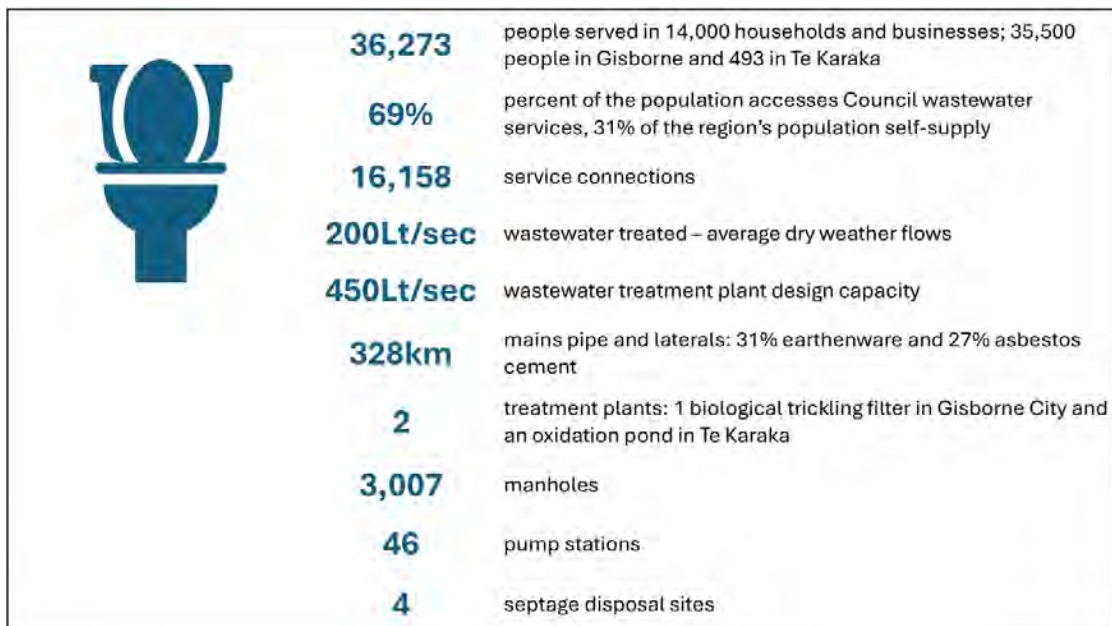 36,273
people served in 14,000 households and businesses; 35,500
people in Gisborne and 493 in Te Karaka
69%
percent of the population accesses Council wastewater
services, 31% of the region's population self-supply
16,158
service connections
200Lt/sec
wastewater treated – average dry weather flows
450Lt/sec
wastewater treatment plant design capacity
328km
mains pipe and laterals: 31% earthenware and 27% asbestos
cement
2
treatment plants: 1 biological trickling filter in Gisborne City and
an oxidation pond in Te Karaka
3,007
manholes
46
pump stations
4
septage disposal sites